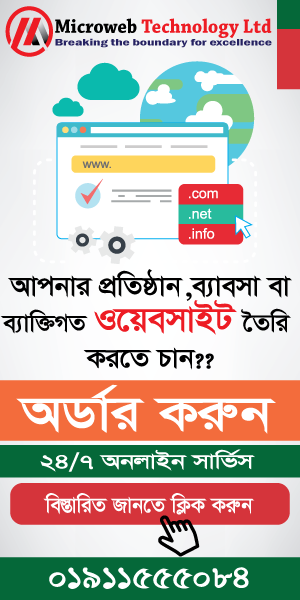 Microweb Technology Ltd
Breaking the boundary for excellence
www.
.com
.net
.info
আপনার প্রতিষ্ঠান ,ব্যাবসা বা
ব্যাক্তিগত ওয়েবসাইট তৈরি
করতে চান??
অর্ডার করুন
২৪/৭ অনলাইন সার্ভিস
বিস্তারিত জানতে ক্লিক করুন
০১৯১১৫৫৫০৮৪